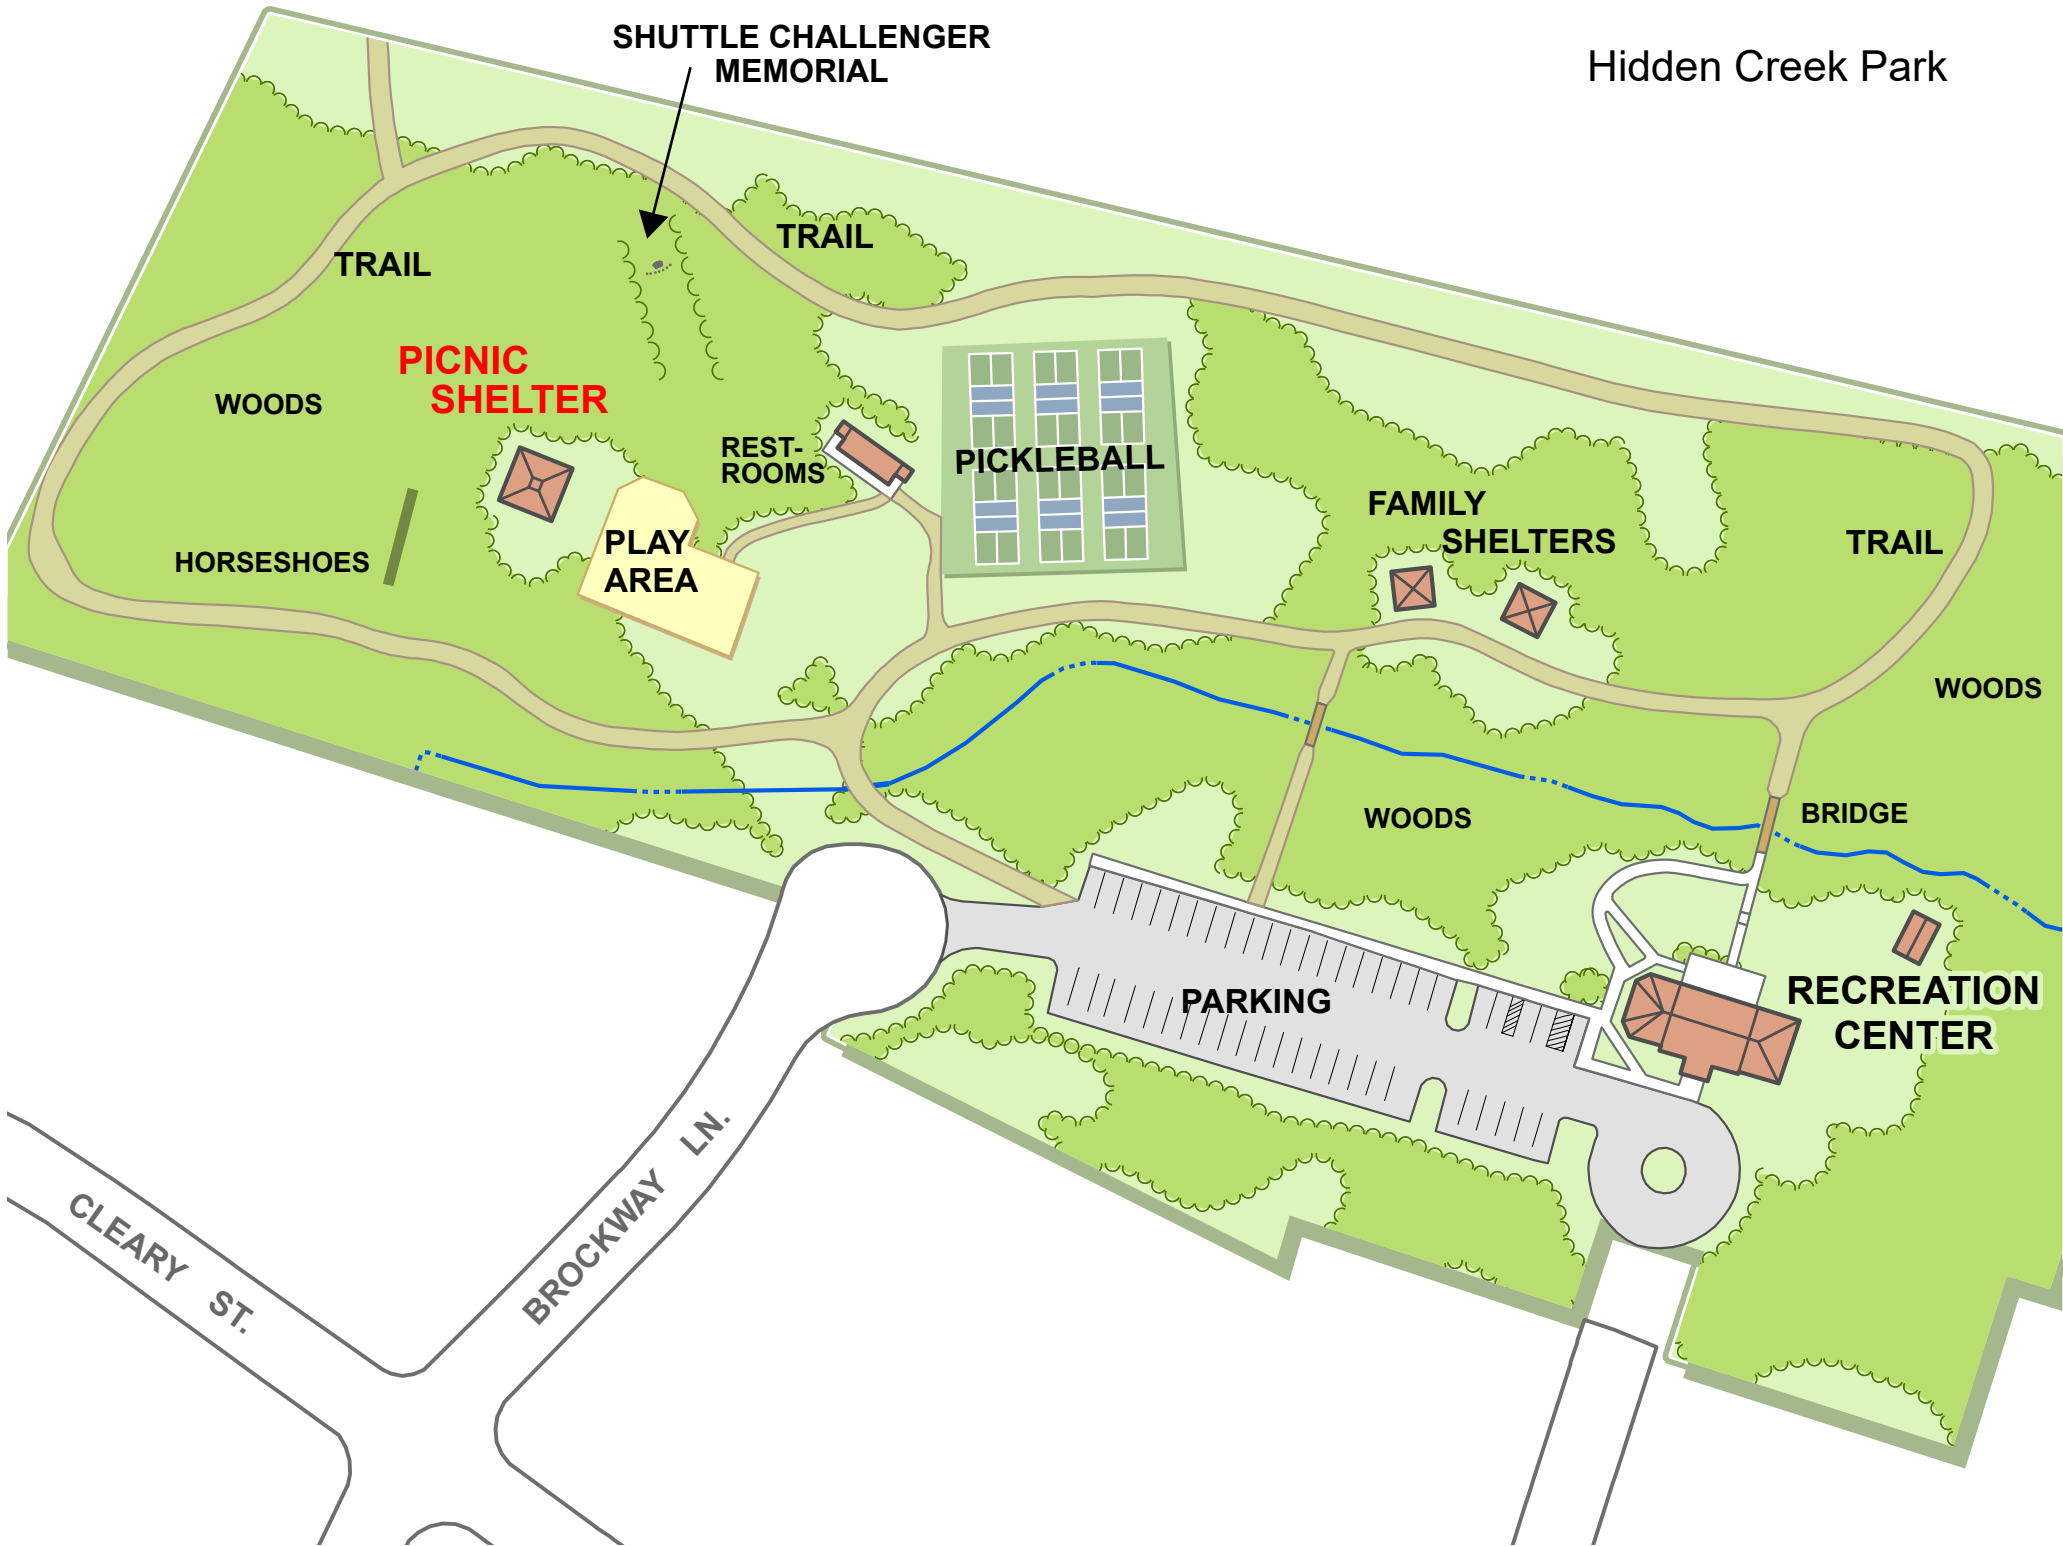 SHUTTLE CHALLENGER
MEMORIAL
Hidden Creek Park
TRAIL
TRAIL
PICNIC
SHELTER
WOODS
REST-
ROOMS
PICKLEBALL
FAMILY
SHELTERS
HORSESHOES
PLAY
AREA
TRAIL
WOODS
WOODS
BRIDGE
PARKING
RECREATION
CENTER
CLEARY ST.
BROCKWAY LN.